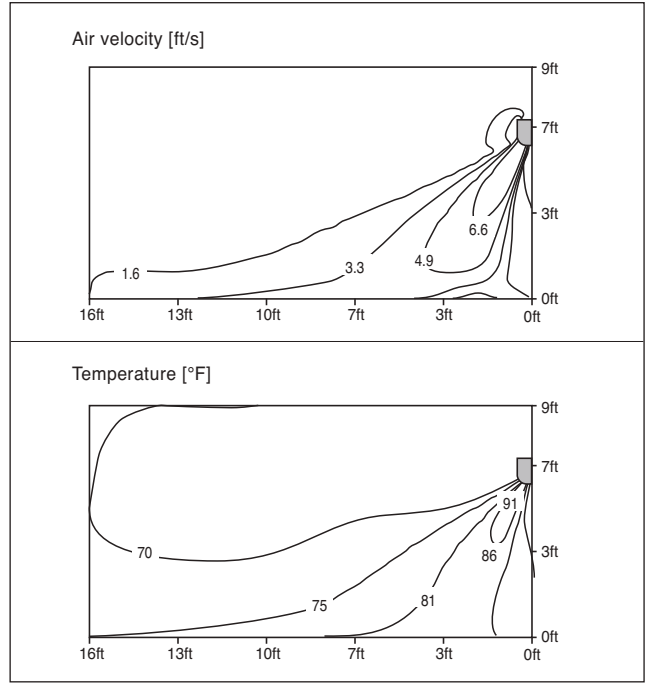 Air velocity [ft/s]
9ft
7ft
3ft
6.6
4.9
3.3
1.6
0ft
16ft 13ft 10ft 7ft 3ft 0ft
Temperature [°F]
9ft
7ft
91
3ft
86
70
81
75
0ft
16ft 13ft 10ft 7ft 3ft 0ft